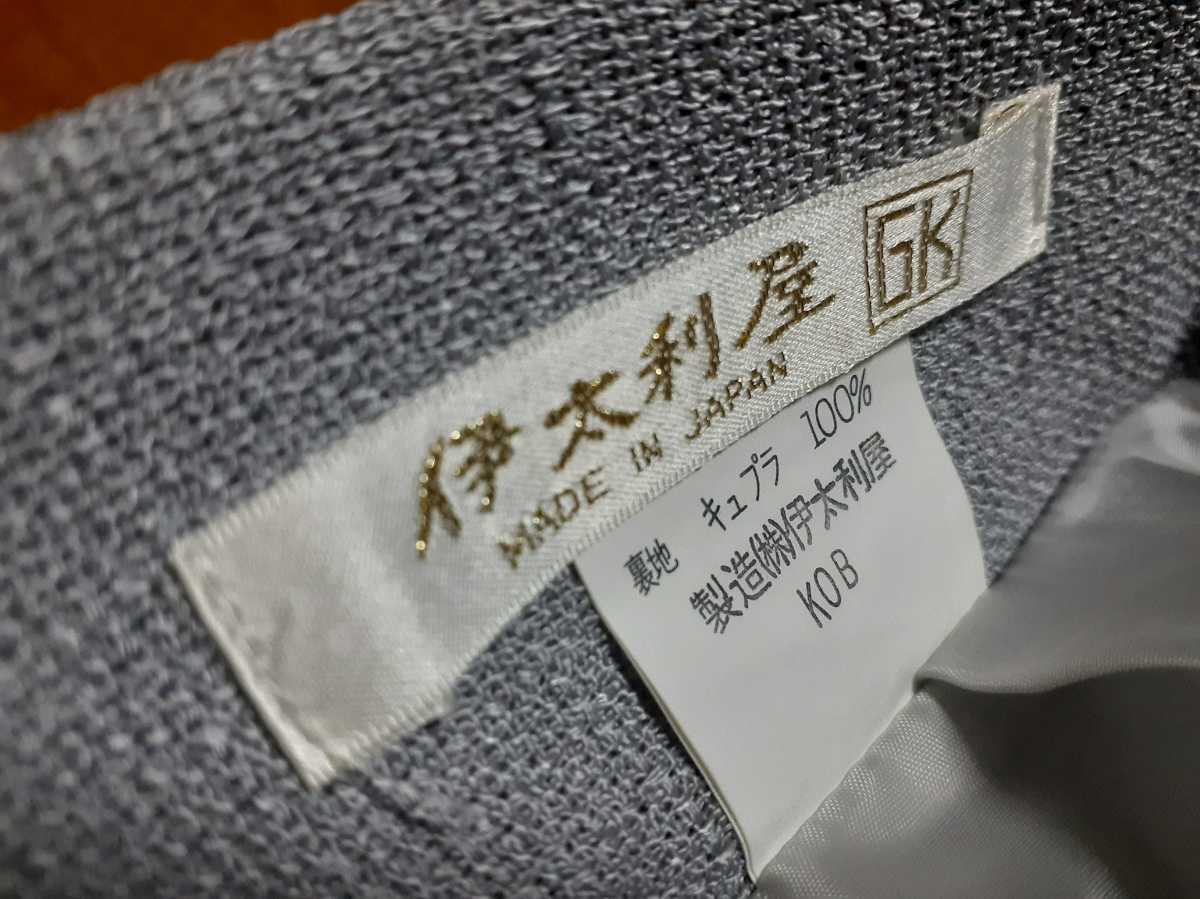 伊太利屋 GK
MADE IN JAPAN
裏地 キュプラ 100%
製造(株)伊太利屋
KOB